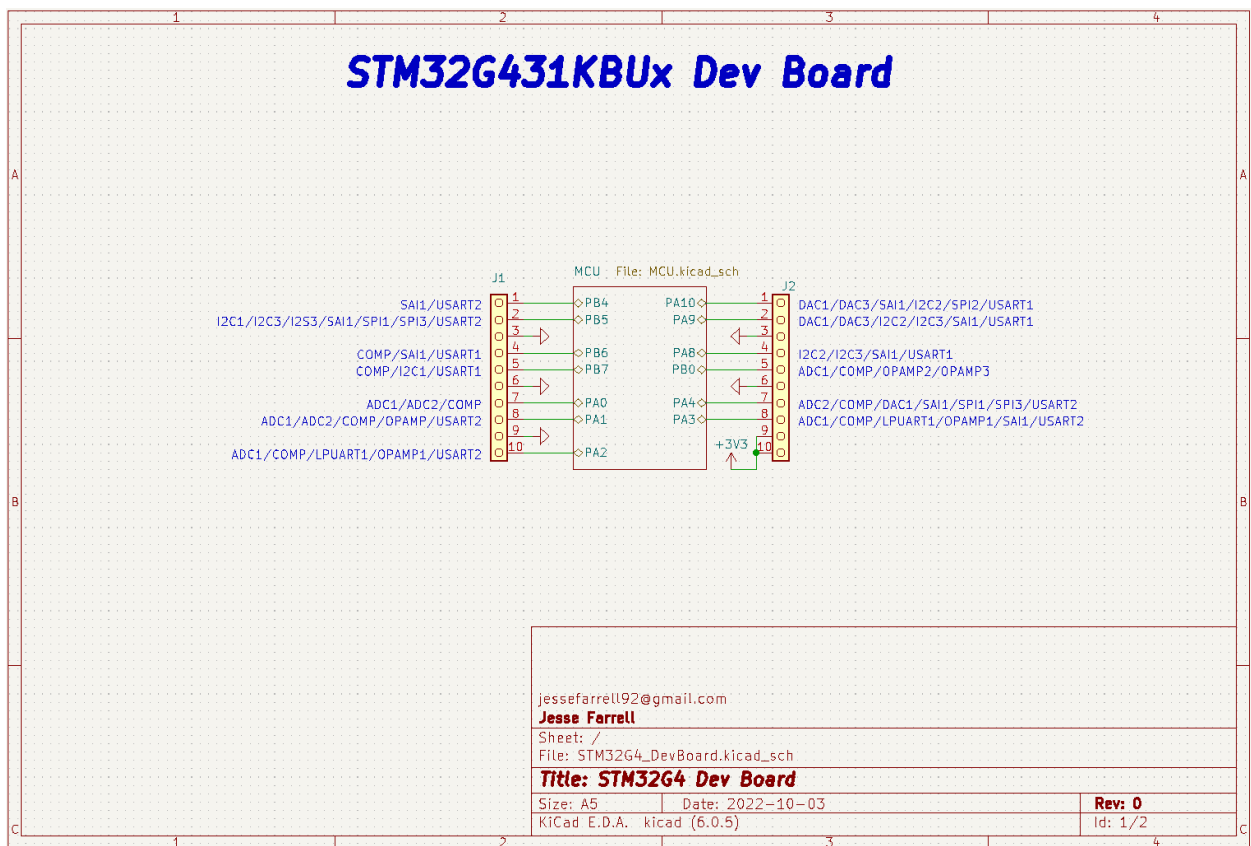 1 2 3 4
STM32G431KBUx Dev Board
A A
J1 MCU File: MCU.kicad_sch J2
SAI1/USART2 1 PB4 PA10 1 DAC1/DAC3/SAI1/I2C2/SPI2/USART1
I2C1/I2C3/I2S3/SAI1/SPI1/SPI3/USART2 2 PB5 PA9 2 DAC1/DAC3/I2C2/I2C3/SAI1/USART1
3 3
COMP/SAI1/USART1 4 PB6 PA8 4 I2C2/I2C3/SAI1/USART1
COMP/I2C1/USART1 5 PB7 PB0 5 ADC1/COMP/OPAMP2/OPAMP3
6 6
ADC1/ADC2/COMP 7 PA0 PA4 7 ADC2/COMP/DAC1/SAI1/SPI1/SPI3/USART2
ADC1/ADC2/COMP/OPAMP/USART2 8 PA1 PA3 8 ADC1/COMP/LPUART1/OPAMP1/SAI1/USART2
9 9
ADC1/COMP/LPUART1/OPAMP1/USART2 10 PA2 +3V3 10
B B
jessefarrell92@gmail.com
Jesse Farrell
Sheet: /
File: STM32G4_DevBoard.kicad_sch
Title: STM32G4 Dev Board
Size: A5 Date: 2022-10-03 Rev: 0
KiCad E.D.A. kicad (6.0.5) Id: 1/2
C C
1 2 3 4